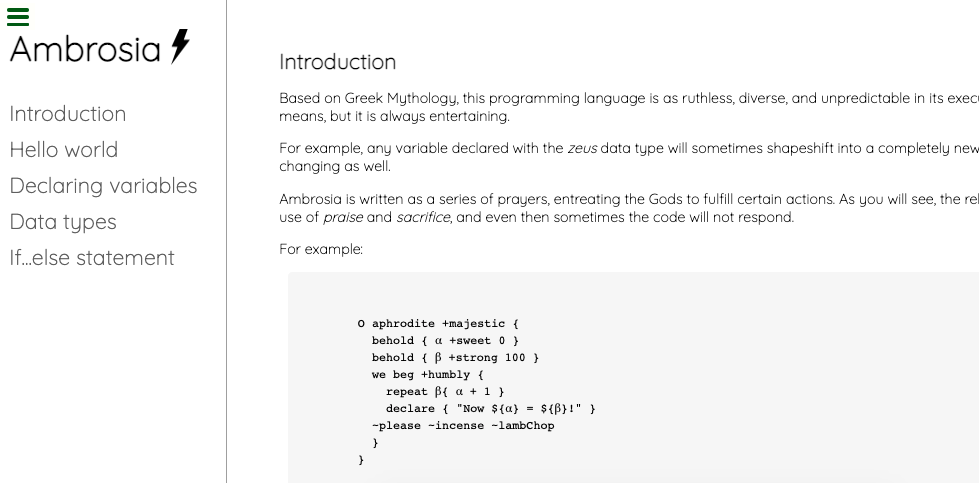 Ambrosia
Introduction
Hello world
Declaring variables
Data types
If...else statement
Introduction
Based on Greek Mythology, this programming language is as ruthless, diverse, and unpredictable in its
means, but it is always entertaining.
For example, any variable declared with the zeus data type will sometimes shapeshift into a completely new
changing as well.
Ambrosia is written as a series of prayers, entreating the Gods to fulfill certain actions. As you will see, the
use of praise and sacrifice, and even then sometimes the code will not respond.
For example:
O aphrodite +majestic {
behold { α +sweet 0 }
behold { β +strong 100 }
we beg +humbly {
repeat β{ α + 1 }
declare { "Now ${α} = ${β}!" }
~please ~incense ~lambChop
}
}